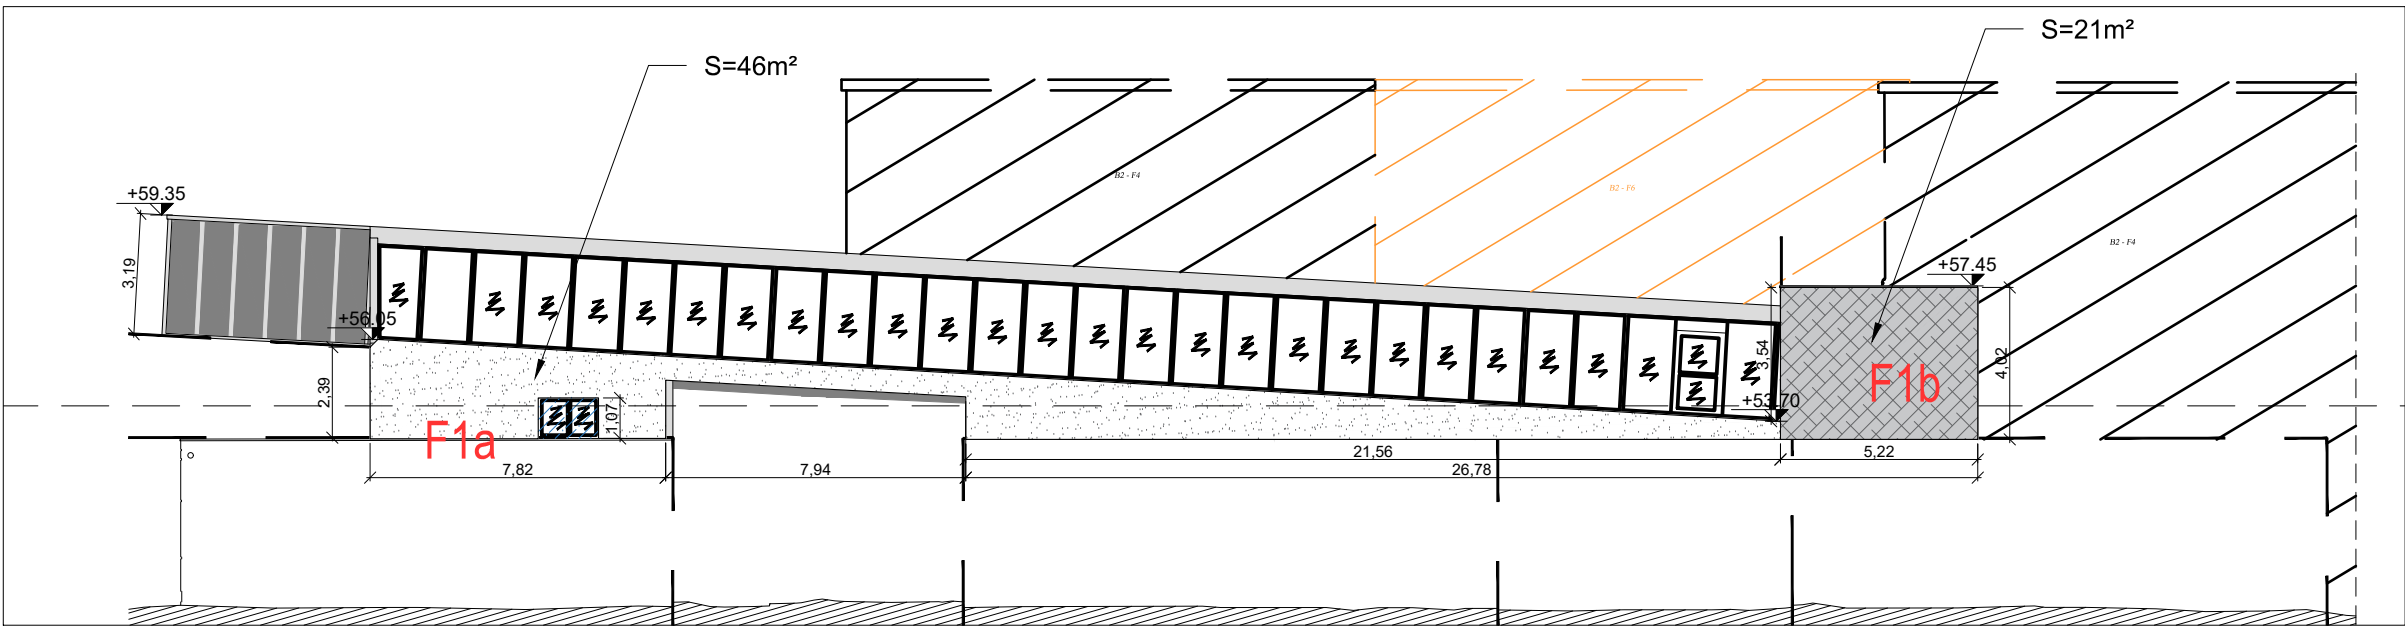 S=21m²
S=46m²
B2 - F4
B2 - F6
+59.35
B2 - F4
+57.45
3,19
+56.05
3,54
4,02
2,39
F1b
1,07
+53.70
F1a
21,56
5,22
7,82
7,94
26,78